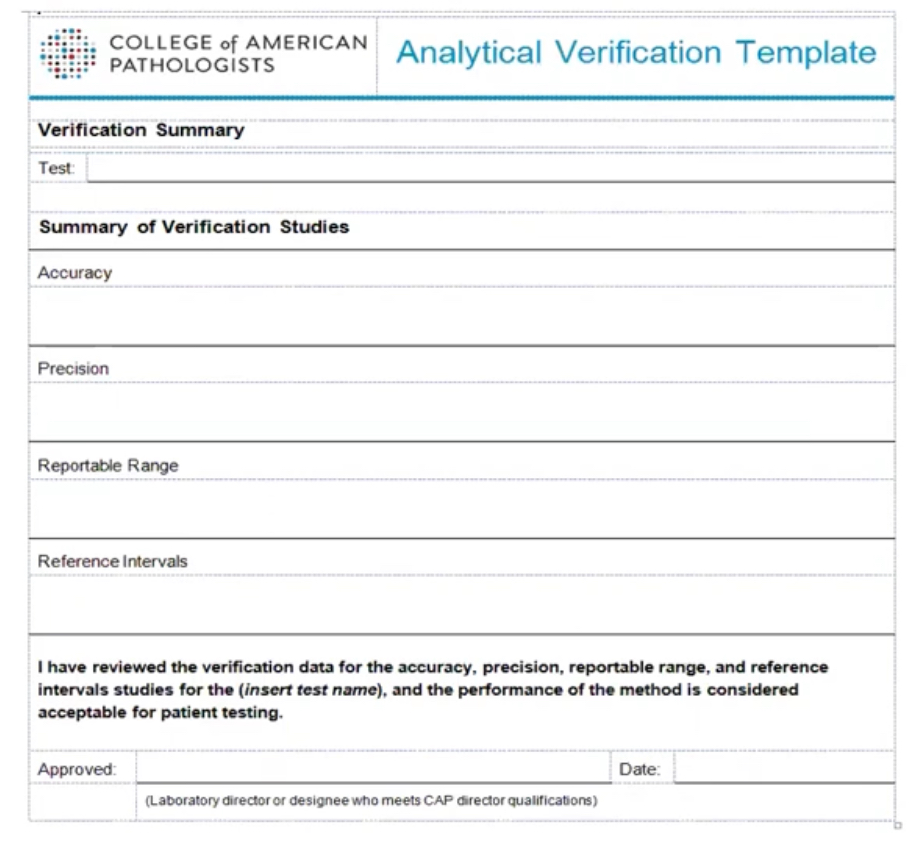 COLLEGE of AMERICAN
PATHOLOGISTS
Analytical Verification Template
Verification Summary
Test:
Summary of Verification Studies
Accuracy
Precision
Reportable Range
Reference Intervals
I have reviewed the verification data for the accuracy, precision, reportable range, and reference
intervals studies for the (insert test name), and the performance of the method is considered
acceptable for patient testing.
Approved:
Date:
(Laboratory director or designee who meets CAP director qualifications)